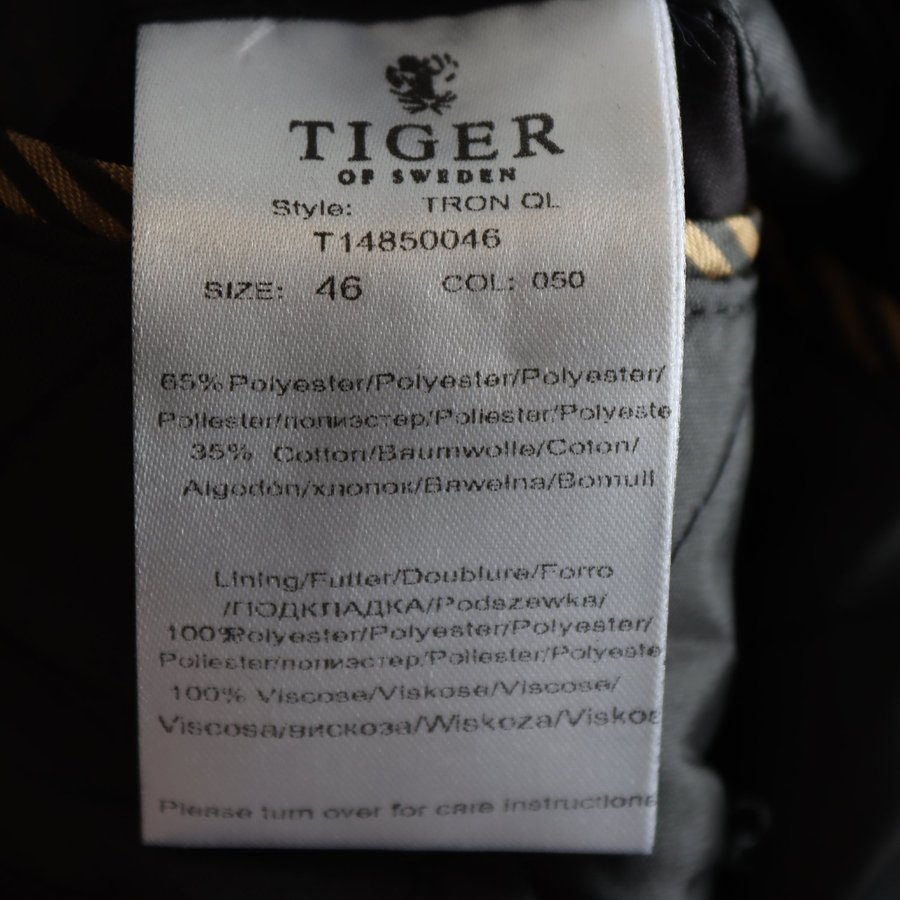 TIGER
OF SWEDEN
Style: TRON QL
T14850046
SIZE: 46 COL: 050
65% Polyester/Polyester/Polyester/
Poliester/полиэстер/Poliester/Polyeste
35% Cotton/Baumwolle/Coton/
Algodón/хлопок/Bawełna/Bomull
Lining/Futter/Doublure/Forro
/ПОДКЛАДКА/Podszewka/
100%Polyester/Polyester/Polyester/
Poliester/полиэстер/Poliester/Polyeste
100% Viscose/Viskose/Viscose/
Viscosa/вискоза/Wiskoza/Viskos
Please turn over for care instructions